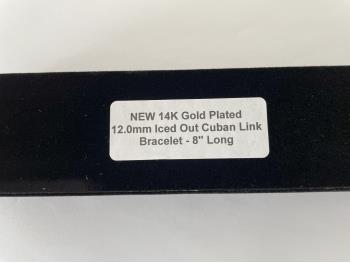 NEW 14K Gold Plated
12.0mm Iced Out Cuban Link
Bracelet - 8" Long